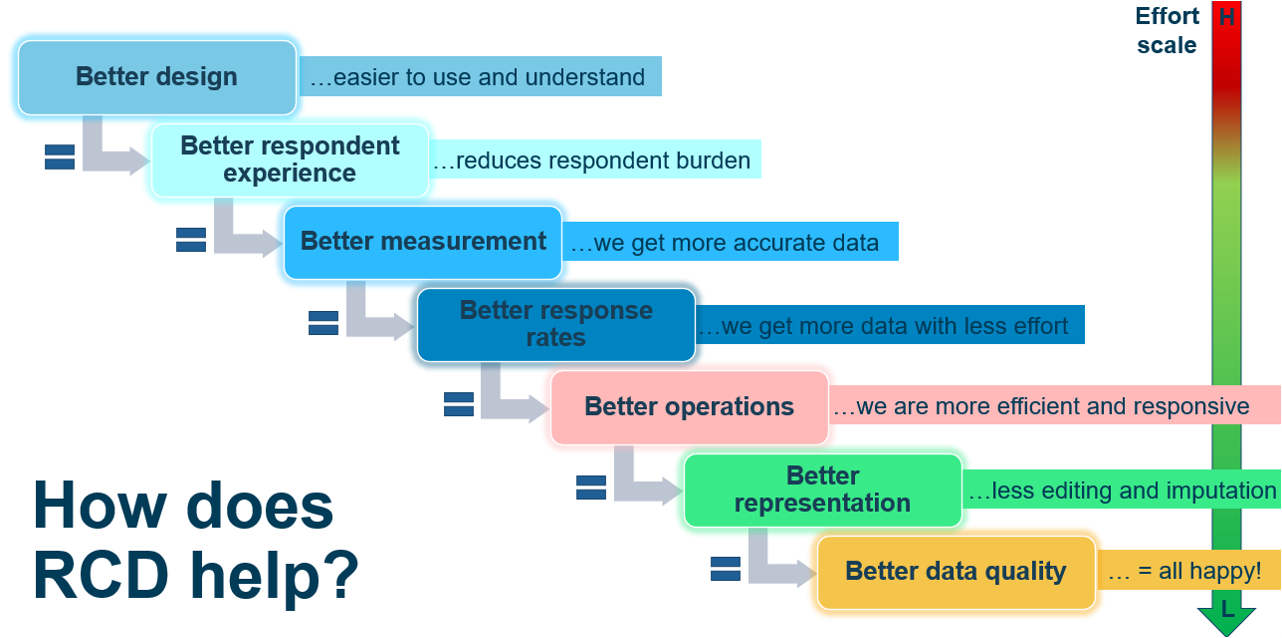 Effort
scale
H
Better design
…easier to use and understand
=
Better respondent
experience
…reduces respondent burden
=
Better measurement
…we get more accurate data
=
Better response
rates
…we get more data with less effort
=
Better operations
…we are more efficient and responsive
=
Better
representation
…less editing and imputation
=
Better data quality
… = all happy!
L
How does
RCD help?